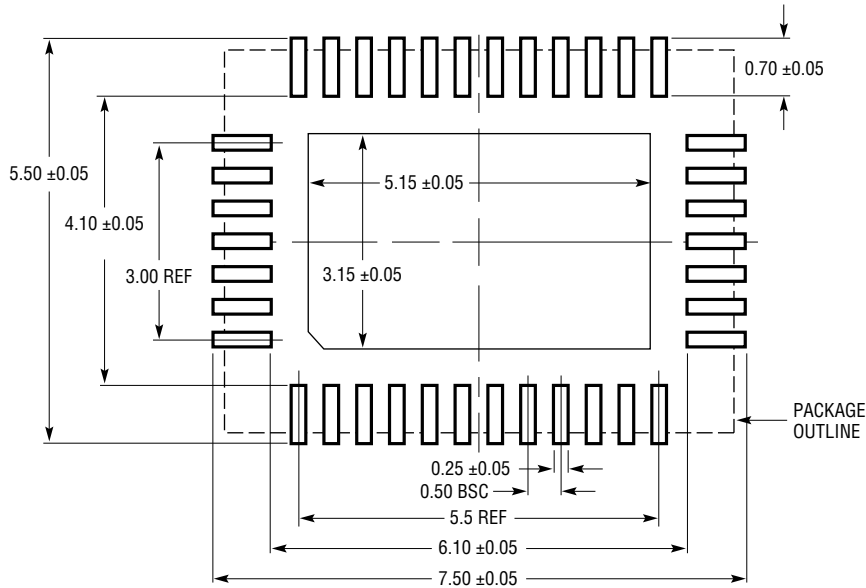 0.70 ±0.05
5.50 ±0.05
5.15 ±0.05
4.10 ±0.05
3.00 REF
3.15 ±0.05
PACKAGE
OUTLINE
0.25 ±0.05
0.50 BSC
5.5 REF
6.10 ±0.05
7.50 ±0.05